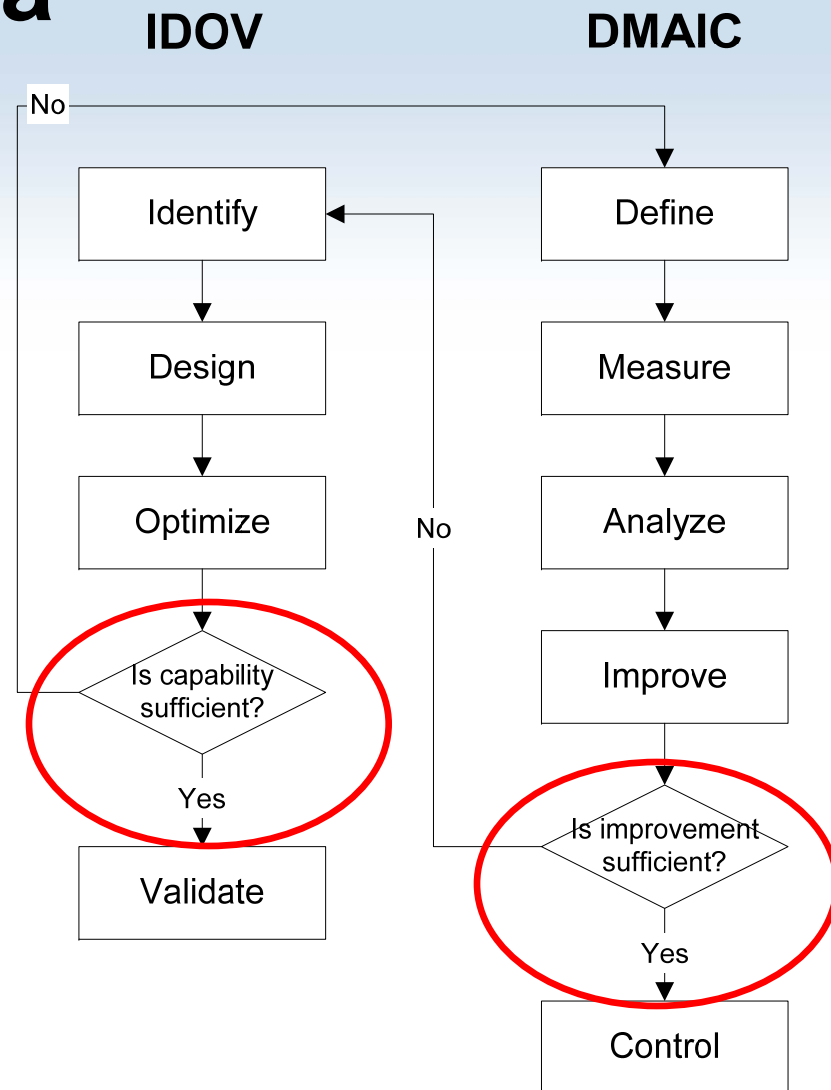 a
IDOV
DMAIC
No
Identify
Define
Design
Measure
Optimize
No
Analyze
Is capability
sufficient?
Improve
Yes
Is improvement
sufficient?
Validate
Yes
Control